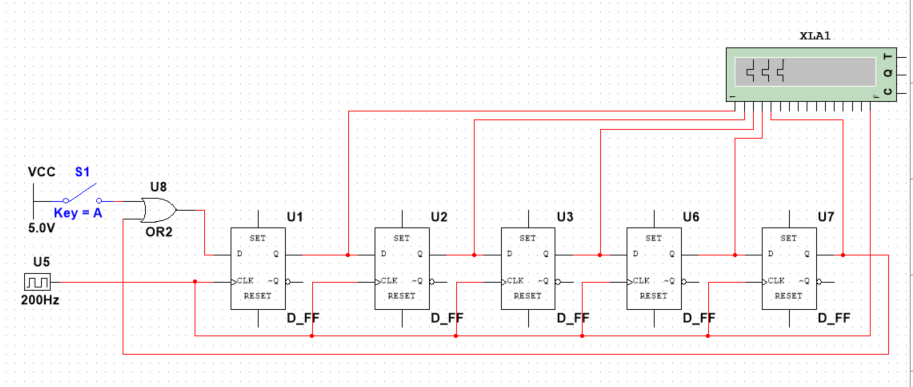 XLA1
T
Q
C
1
F
VCC
S1
Key = A
5.0V
U8
OR2
U5
200Hz
U1
SET
D
Q
CLK
~Q
RESET
D_FF
U2
SET
D
Q
CLK
~Q
RESET
D_FF
U3
SET
D
Q
CLK
~Q
RESET
D_FF
U6
SET
D
Q
CLK
~Q
RESET
D_FF
U7
SET
D
Q
CLK
~Q
RESET
D_FF